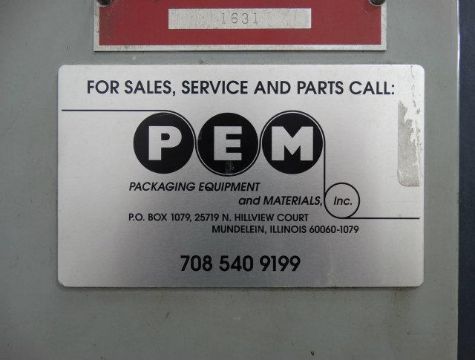 1631
FOR SALES, SERVICE AND PARTS CALL:
PEM
PACKAGING EQUIPMENT
and MATERIALS, Inc.
P.O. BOX 1079, 25719 N. HILLVIEW COURT
MUNDELEIN, ILLINOIS 60060-1079
708 540 9199